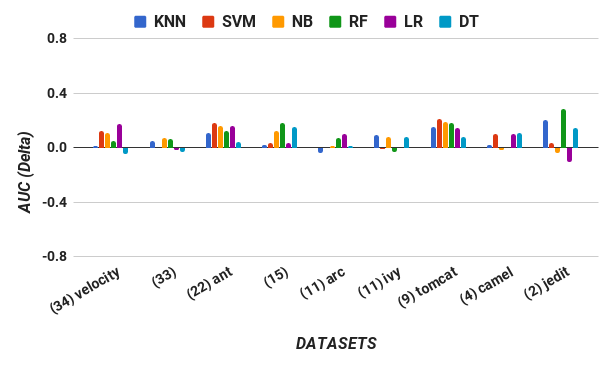 KNN SVM NB RF LR DT
0.8
0.4
0.0
-0.4
-0.8
AUC (Delta)
(34) velocity (33) (22) ant (15) (11) arc (11) ivy (9) tomcat (4) camel (2) jedit
DATASETS